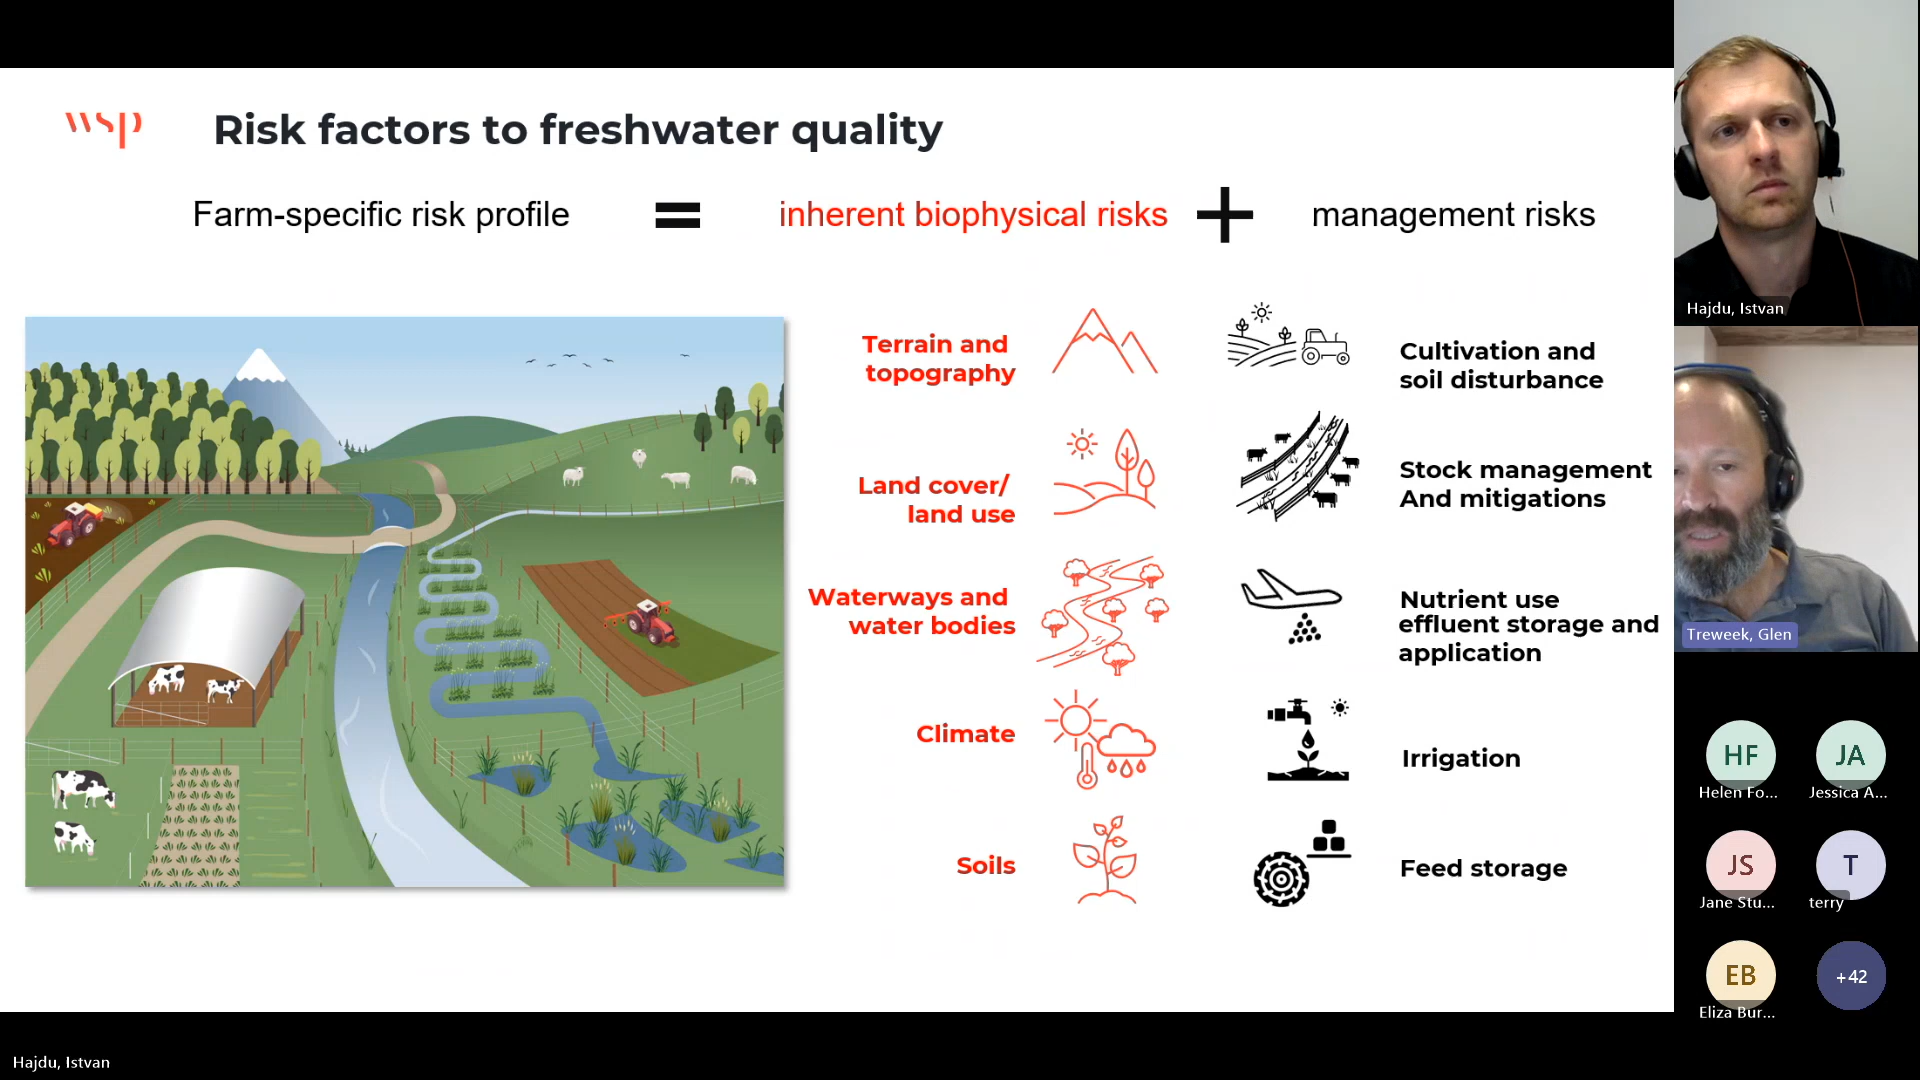 wsp
Risk factors to freshwater quality
Farm-specific risk profile = inherent biophysical risks + management risks
Terrain and
topography
Cultivation and
soil disturbance
Land cover/
land use
Stock management
And mitigations
Waterways and
water bodies
Nutrient use
effluent storage and
application
Climate
Irrigation
Soils
Feed storage
Hajdu, Istvan
Treweek, Glen
HF
Helen Fo...
JA
Jessica A...
JS
Jane Stu...
T
terry
EB
Eliza Bur...
+42
Hajdu, Istvan